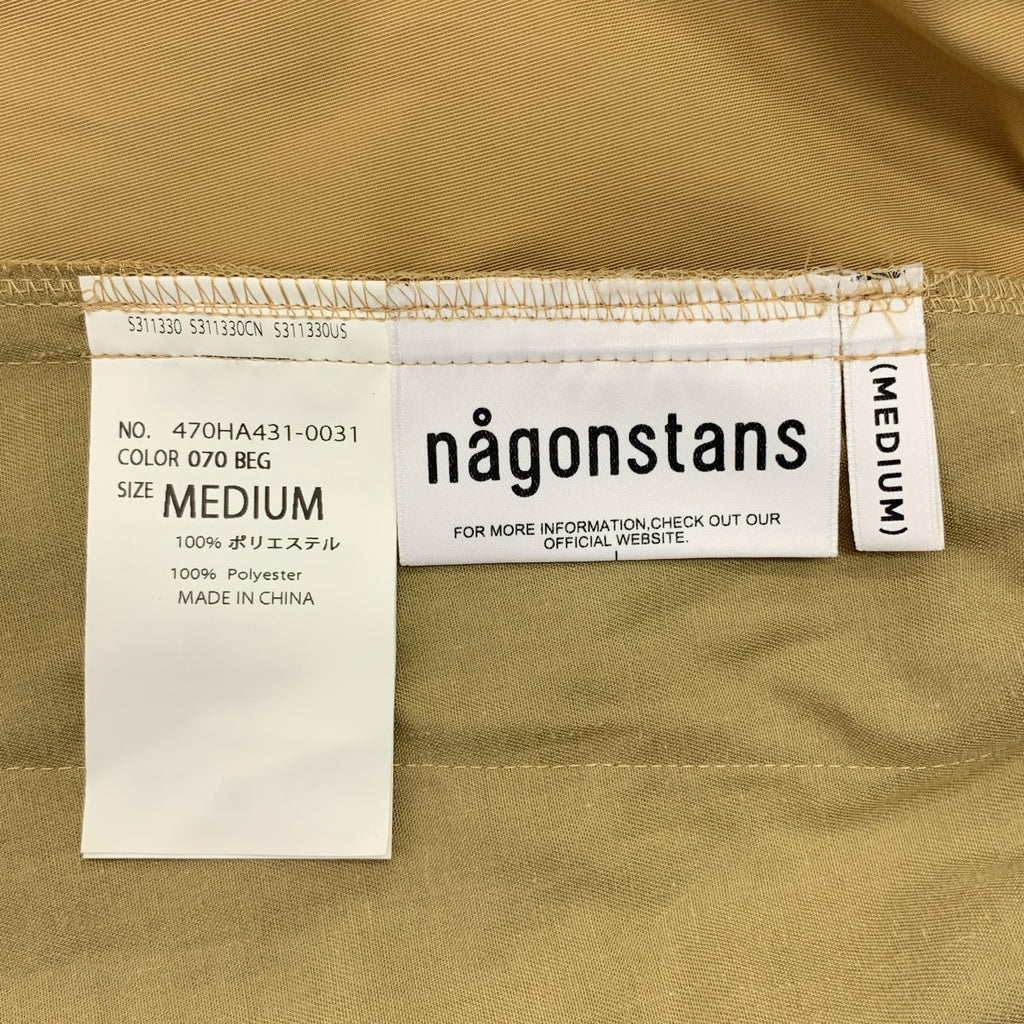 S311330 S311330CN S311330US
NO. 470HA431-0031
COLOR 070 BEG
SIZE MEDIUM
100% ポリエステル
100% Polyester
MADE IN CHINA
någonstans
FOR MORE INFORMATION,CHECK OUT OUR
OFFICIAL WEBSITE.
(MEDIUM)